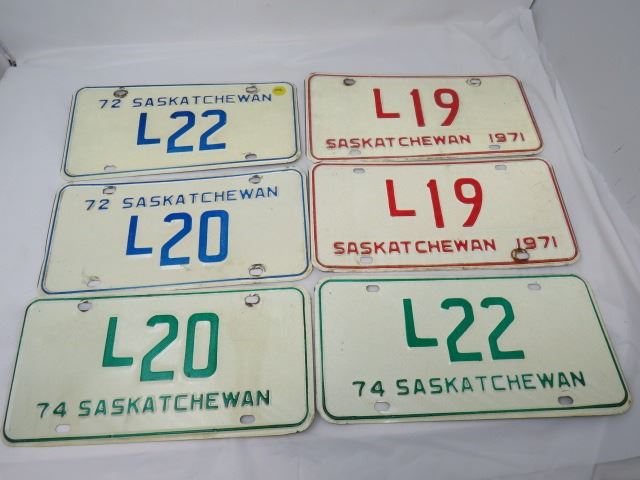 72 SASKATCHEWAN
L22
L19
SASKATCHEWAN 1971
72 SASKATCHEWAN
L20
L19
SASKATCHEWAN 1971
L20
74 SASKATCHEWAN
L22
74 SASKATCHEWAN